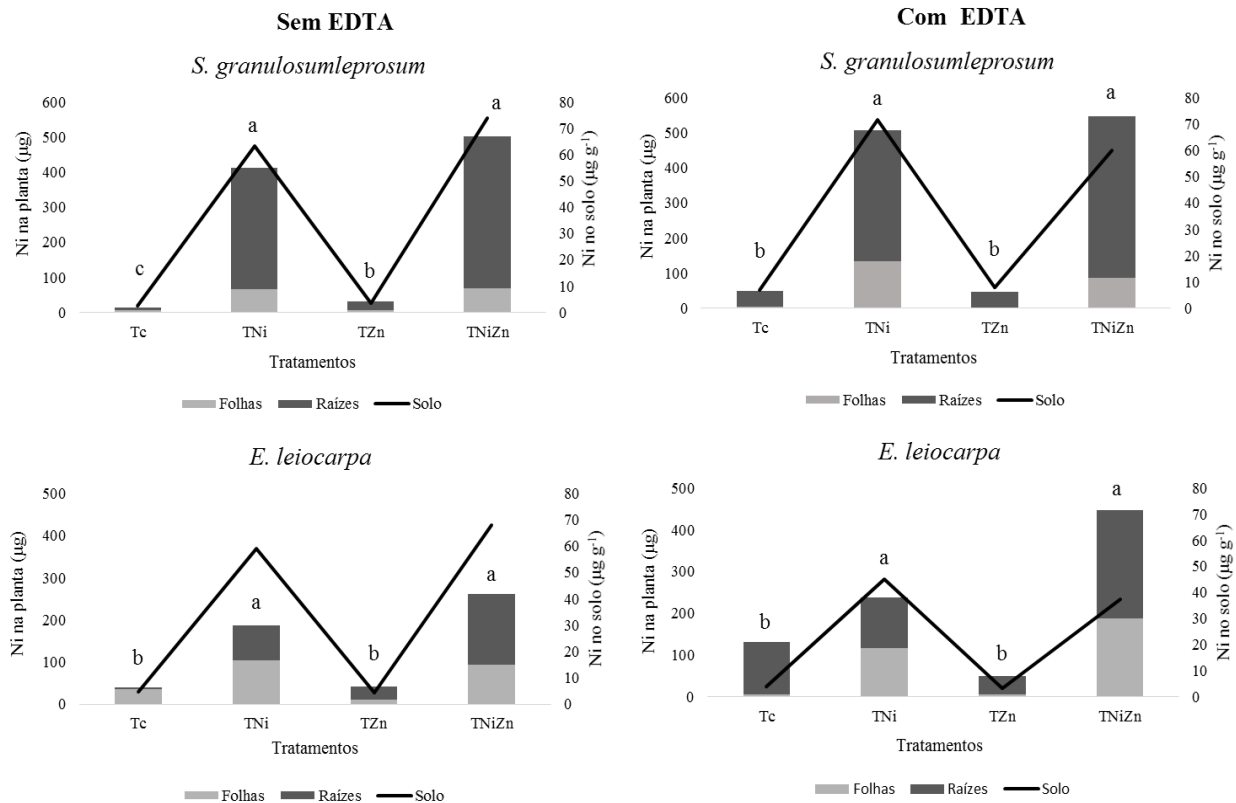 Sem EDTA
S. granulosumleprosum
Ni na planta (µg)
600
500
400
300
200
100
0
Ni no solo (µg g-1)
80
70
60
50
40
30
20
10
0
c
a
b
a
Tc TNi TZn TNiZn
Tratamentos
Folhas Raízes Solo
Com EDTA
S. granulosumleprosum
Ni na planta (µg)
600
500
400
300
200
100
0
Ni no solo (µg g-1)
80
70
60
50
40
30
20
10
0
b
a
b
a
Tc TNi TZn TNiZn
Tratamentos
Folhas Raízes Solo
E. leiocarpa
Ni na planta (µg)
500
400
300
200
100
0
Ni no solo (µg g-1)
80
70
60
50
40
30
20
10
0
b
a
b
a
Tc TNi TZn TNiZn
Tratamentos
Folhas Raízes Solo
E. leiocarpa
Ni na planta (µg)
500
400
300
200
100
0
Ni no solo (µg g-1)
80
70
60
50
40
30
20
10
0
b
a
b
a
Tc TNi TZn TNiZn
Tratamentos
Folhas Raízes Solo